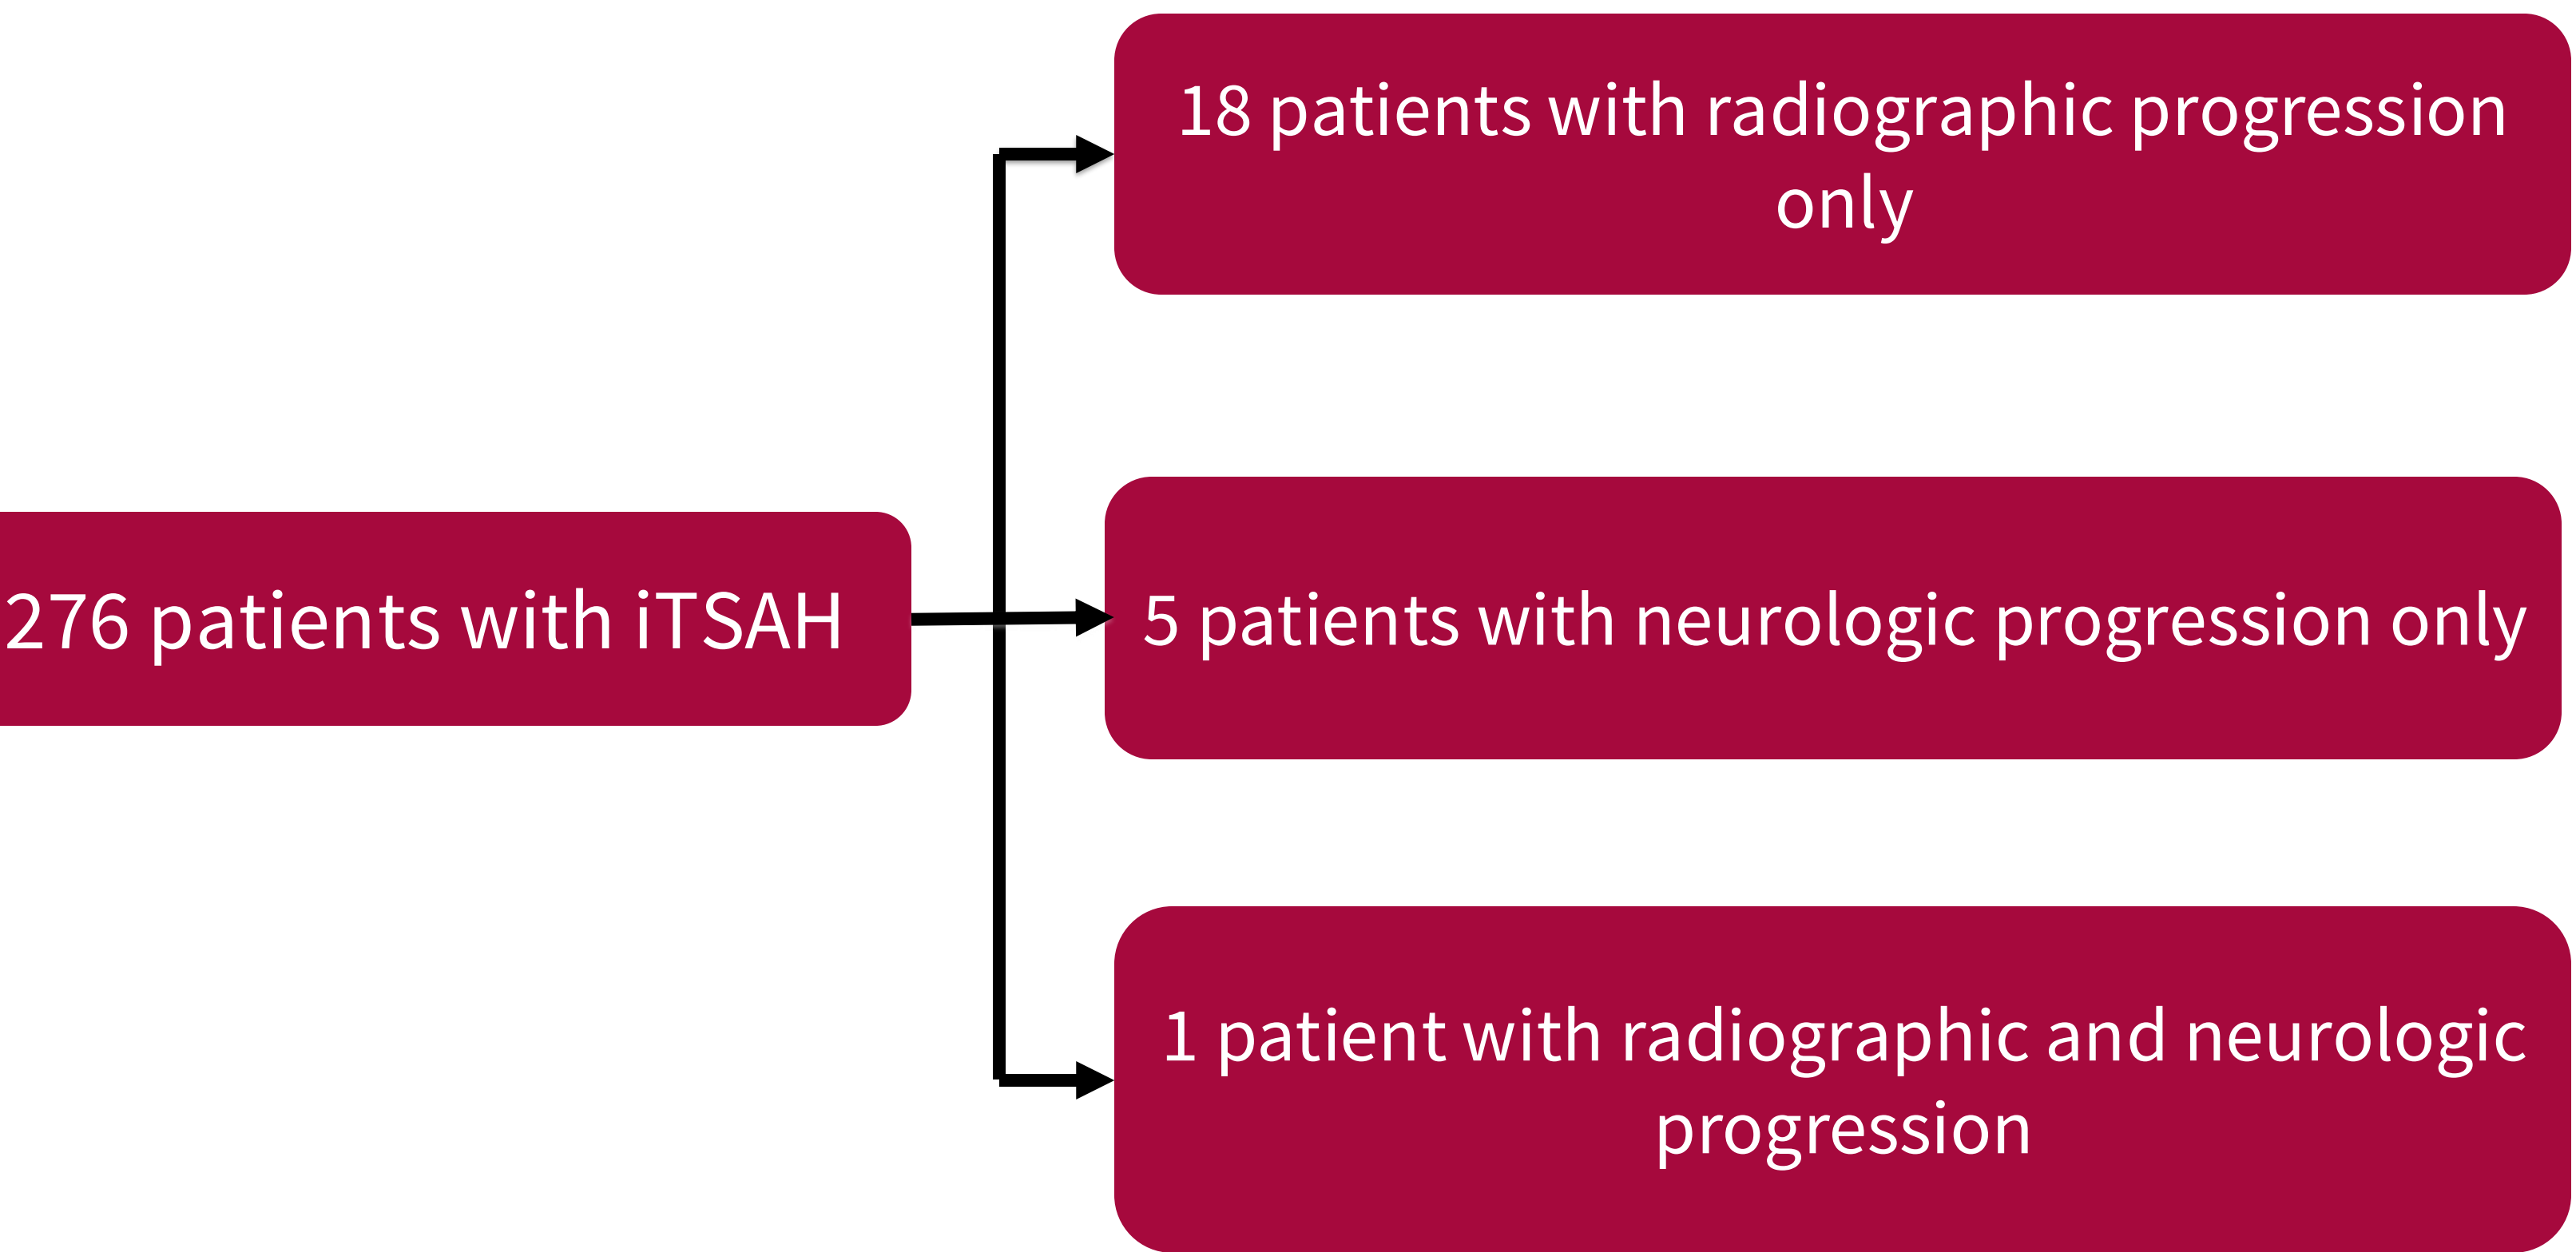 18 patients with radiographic progression
only
276 patients with iTSAH
5 patients with neurologic progression only
1 patient with radiographic and neurologic
progression